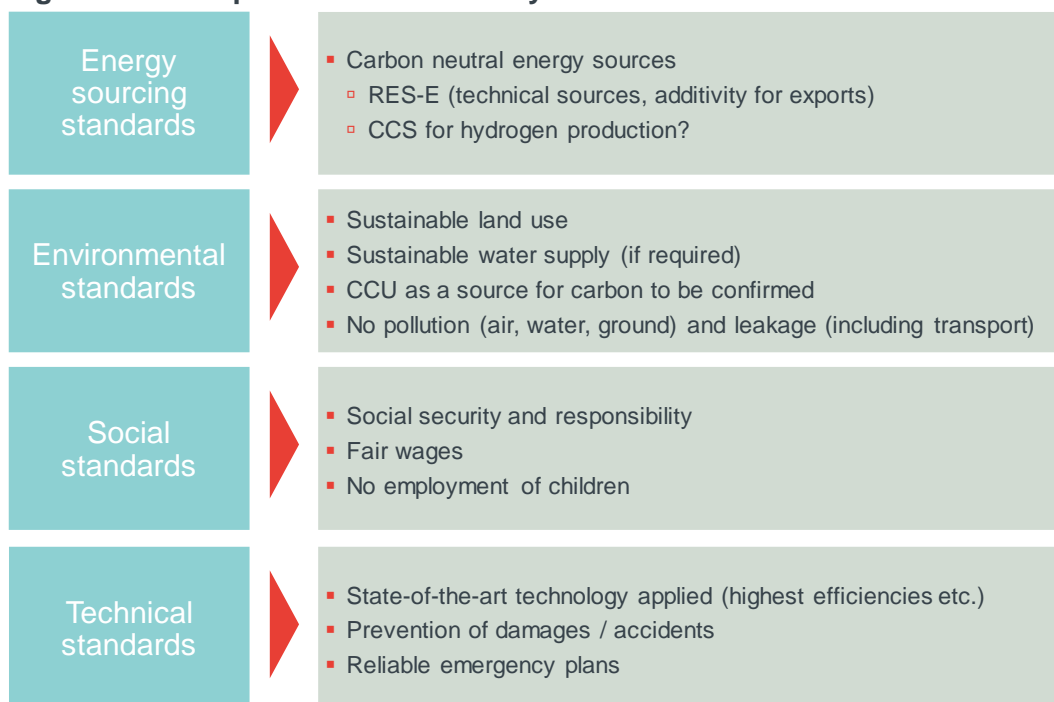 Energy
sourcing
standards
▪ Carbon neutral energy sources
▫ RES-E (technical sources, additivity for exports)
▫ CCS for hydrogen production?
Environmental
standards
▪ Sustainable land use
▪ Sustainable water supply (if required)
▪ CCU as a source for carbon to be confirmed
▪ No pollution (air, water, ground) and leakage (including transport)
Social
standards
▪ Social security and responsibility
▪ Fair wages
▪ No employment of children
Technical
standards
▪ State-of-the-art technology applied (highest efficiencies etc.)
▪ Prevention of damages / accidents
▪ Reliable emergency plans